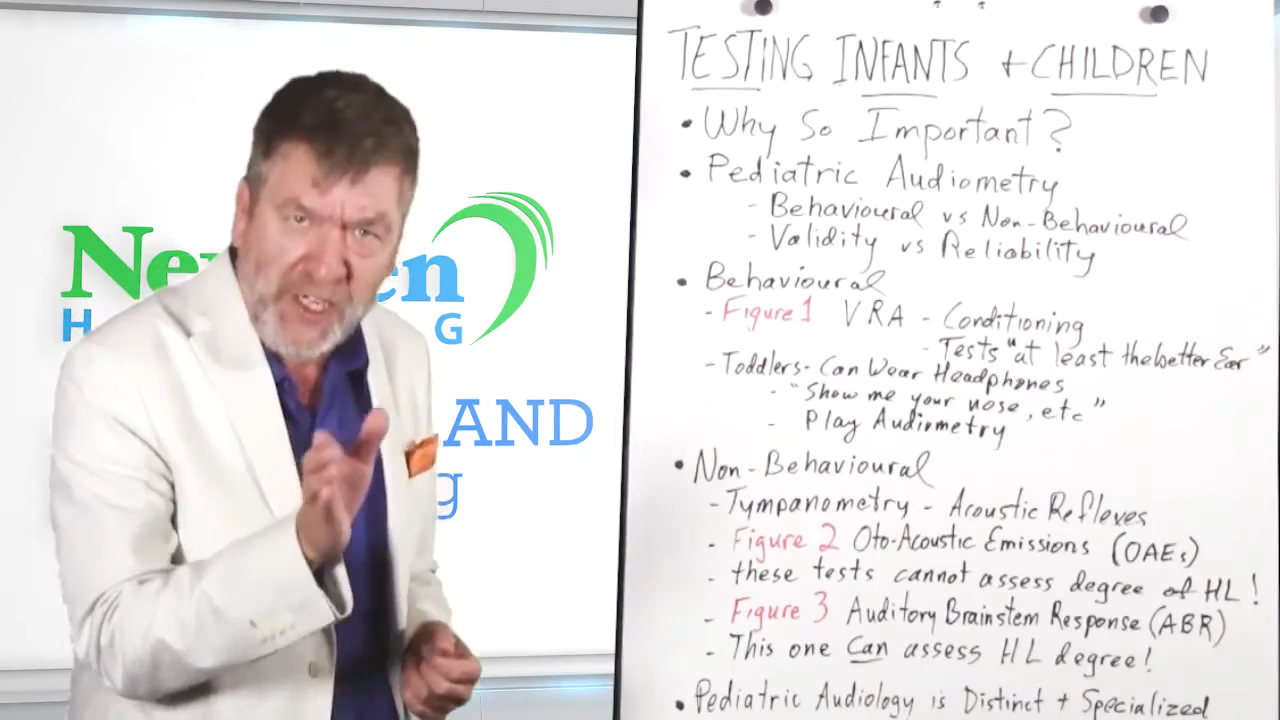 TESTING INFANTS + CHILDREN
• Why So Important?
• Pediatric Audiometry
- Behavioural vs Non-Behavioural
- Validity vs Reliability
• Behavioural
- Figure 1 VRA - Conditioning
- Tests "at least the better Ear"
- Toddlers - Can Wear Headphones
- "Show me your nose, etc"
- Play Audiometry
• Non-Behavioural
- Tympanometry - Acoustic Reflexes
- Figure 2 Oto-Acoustic Emissions (OAEs)
- these tests cannot assess degree of HL!
- Figure 3 Auditory Brainstem Response (ABR)
- This one Can assess HL degree!
• Pediatric Audiology is Distinct + Specialized
AND